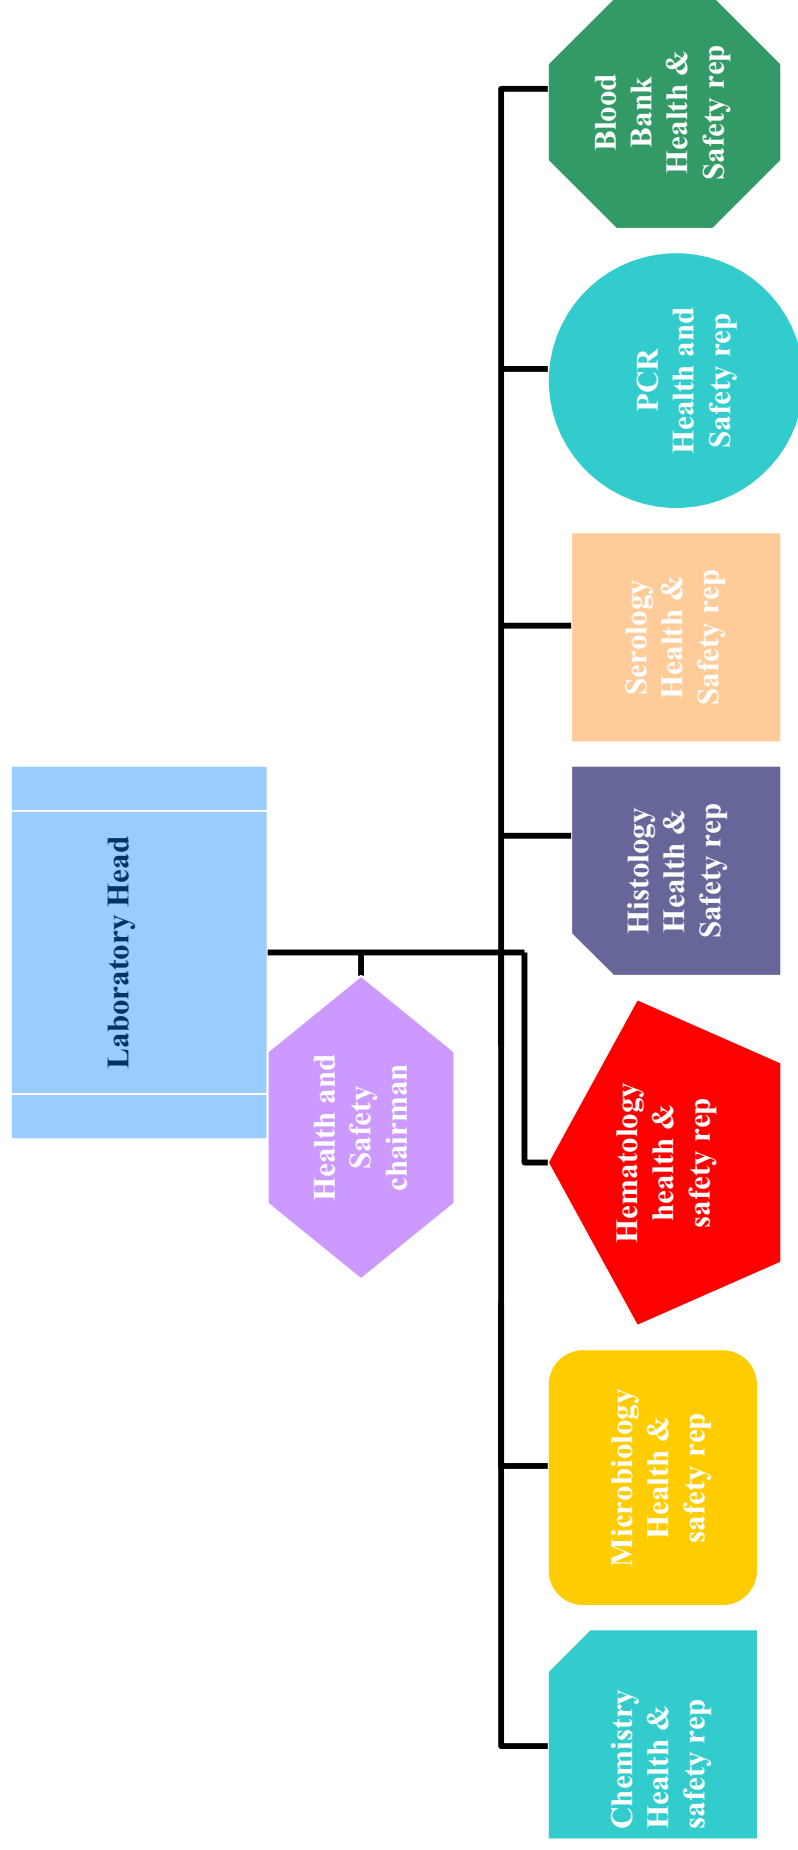 Laboratory Head
Health and
Safety
chairman
Chemistry
Health &
safety rep
Microbiology
Health &
safety rep
Hematology
health &
safety rep
Histology
Health &
Safety rep
Serology
Health &
Safety rep
PCR
Health and
Safety rep
Blood
Bank
Health &
Safety rep